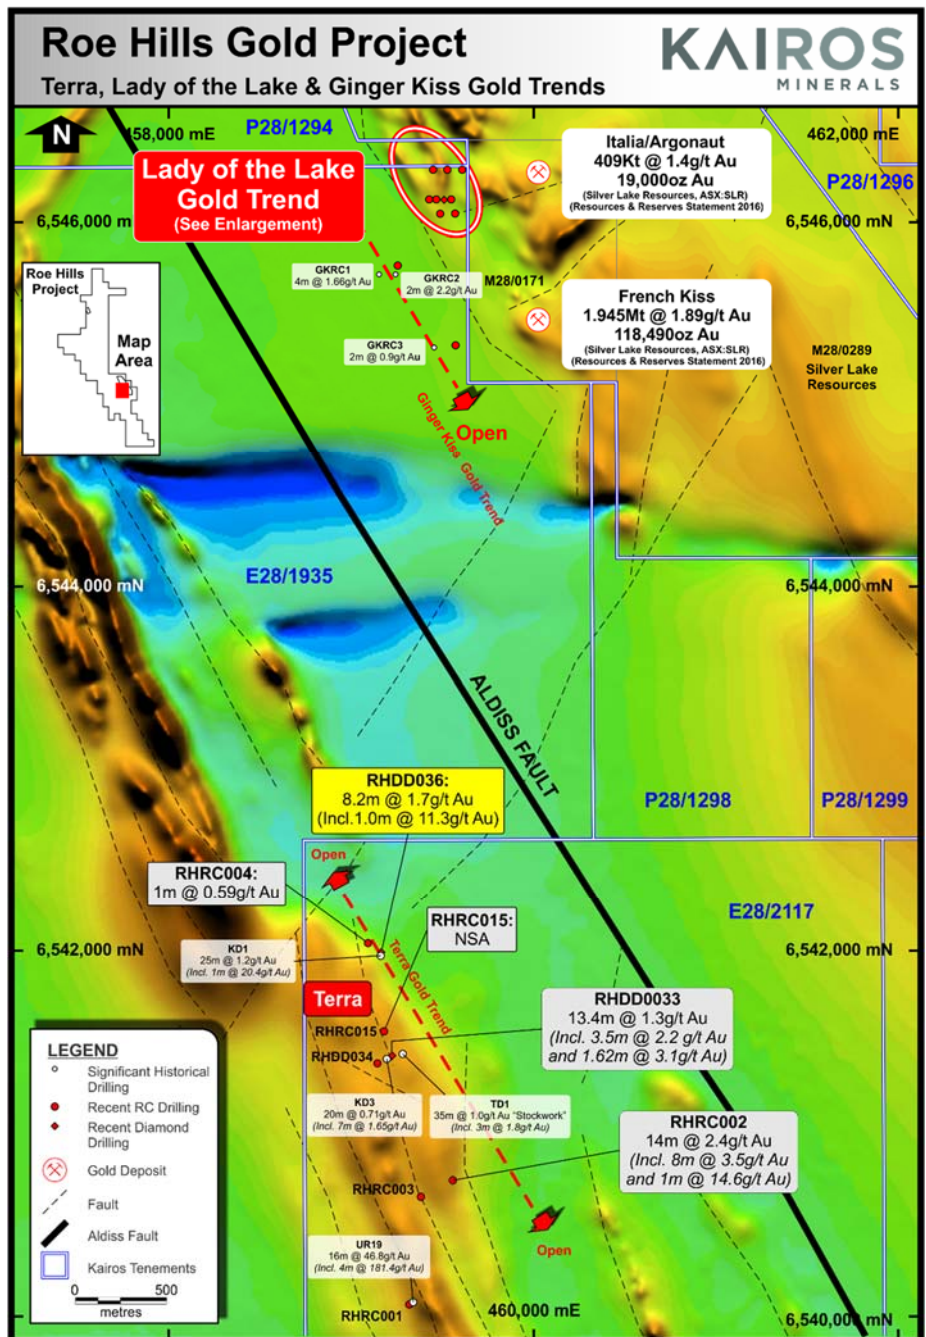 Roe Hills Gold Project
Terra, Lady of the Lake & Ginger Kiss Gold Trends
KAIROS
MINERALS
N
458,000 mE
P28/1294
462,000 mE
Lady of the Lake
Gold Trend
(See Enlargement)
Italia/Argonaut
409Kt @ 1.4g/t Au
19,000oz Au
(Silver Lake Resources, ASX:SLR)
(Resources & Reserves Statement 2016)
P28/1296
6,546,000 m
6,546,000 mN
Roe Hills
Project
Map
Area
GKRC1
4m @ 1.66g/t Au
GKRC2
2m @ 2.2g/t Au
M28/0171
French Kiss
1.945Mt @ 1.89g/t Au
118,490oz Au
(Silver Lake Resources, ASX:SLR)
(Resources & Reserves Statement 2016)
GKRC3
2m @ 0.9g/t Au
M28/0289
Silver Lake
Resources
Open
Ginger Kiss Gold Trend
E28/1935
6,544,000 mN
6,544,000 mN
ALDISS FAULT
RHDD036:
8.2m @ 1.7g/t Au
(Incl.1.0m @ 11.3g/t Au)
P28/1298
P28/1299
Open
RHRC004:
1m @ 0.59g/t Au
RHRC015:
NSA
E28/2117
6,542,000 mN
6,542,000 mN
KD1
25m @ 1.2g/t Au
(Incl. 1m @ 20.4g/t Au)
Terra Gold Trend
Terra
RHDD0033
13.4m @ 1.3g/t Au
(Incl. 3.5m @ 2.2 g/t Au
and 1.62m @ 3.1g/t Au)
RHRC015
RHDD034
KD3
20m @ 0.71g/t Au
(Incl. 7m @ 1.65g/t Au)
TD1
35m @ 1.0g/t Au "Stockwork"
(Incl. 3m @ 1.8g/t Au)
RHRC002
14m @ 2.4g/t Au
(Incl. 8m @ 3.5g/t Au
and 1m @ 14.6g/t Au)
RHRC003
Open
UR19
16m @ 46.8g/t Au
(Incl. 4m @ 181.4g/t Au)
RHRC001
460,000 mE
6,540,000 mN
LEGEND
Significant Historical
Drilling
Recent RC Drilling
Recent Diamond
Drilling
Gold Deposit
Fault
Aldiss Fault
Kairos Tenements
0 500
metres